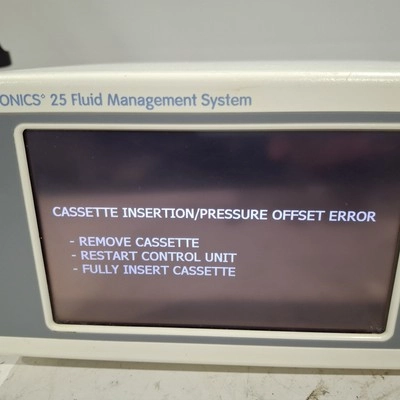 ONICS° 25 Fluid Management System
CASSETTE INSERTION/PRESSURE OFFSET ERROR
- REMOVE CASSETTE
- RESTART CONTROL UNIT
- FULLY INSERT CASSETTE